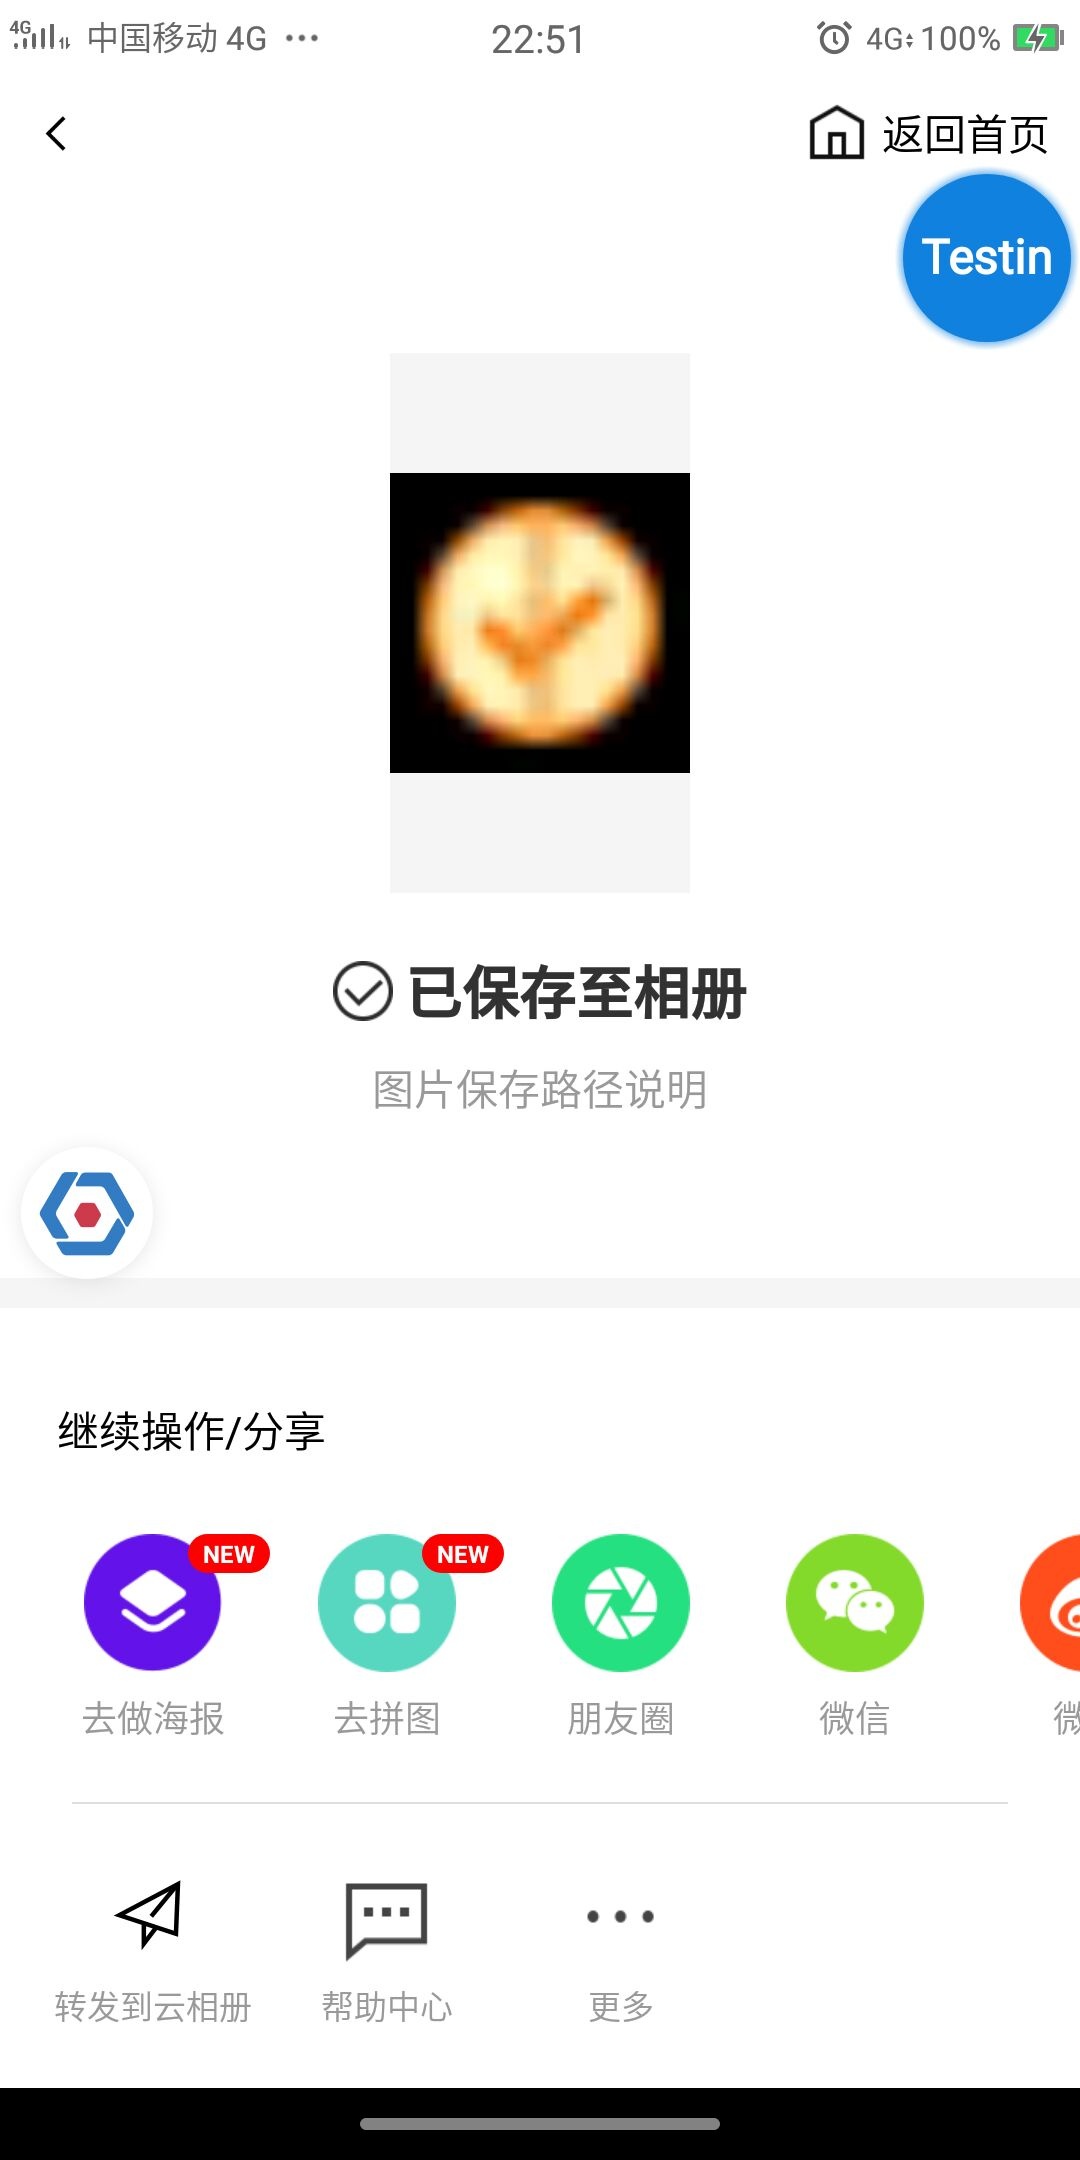 4G 中国移动 4G ··· 22:51 4G 100%
返回首页
Testin
已保存至相册
图片保存路径说明
继续操作/分享
NEW NEW
去做海报 去拼图 朋友圈 微信 微
转发到云相册 帮助中心 更多